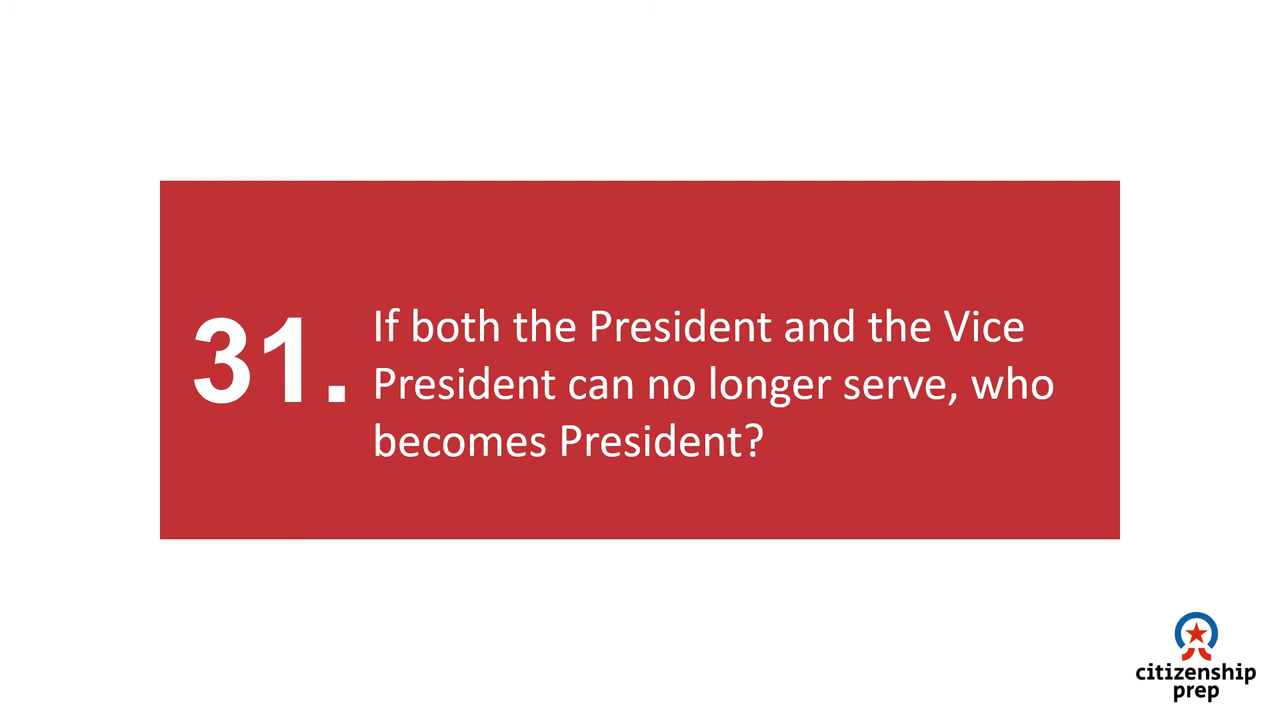 31.
If both the President and the Vice
President can no longer serve, who
becomes President?
citizenship
prep